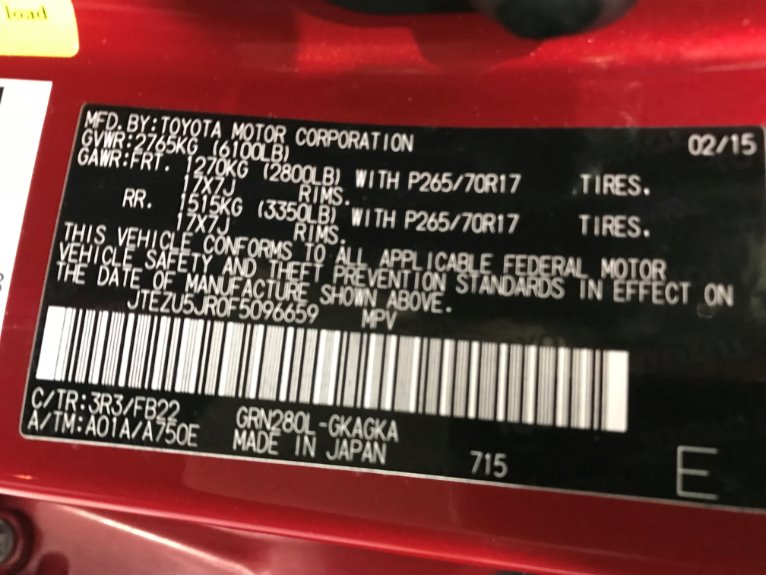 load
MFD. BY: TOYOTA MOTOR CORPORATION 02/15
GVWR: 2765KG (6100LB)
GAWR: FRT. 1270KG (2800LB) WITH P265/70R17 TIRES.
17X7J RIMS.
RR. 1515KG (3350LB) WITH P265/70R17 TIRES.
17X7J RIMS.
THIS VEHICLE CONFORMS TO ALL APPLICABLE FEDERAL MOTOR
VEHICLE SAFETY AND THEFT PREVENTION STANDARDS IN EFFECT ON
THE DATE OF MANUFACTURE SHOWN ABOVE.
JTEZU5JR0F5096659 MPV
C/TR: 3R3/FB22 GRN280L-GKAGKA
A/TM: A01A/A750E MADE IN JAPAN 715 E